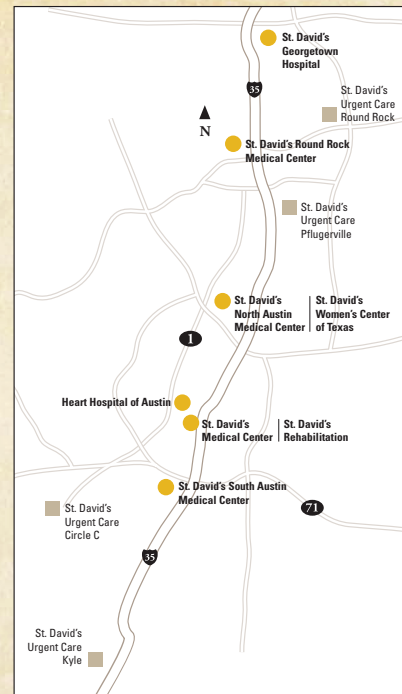 St. David's
Georgetown
Hospital
35
St. David's
Urgent Care
Round Rock
N
St. David's Round Rock
Medical Center
St. David's
Urgent Care
Pflugerville
St. David's
North Austin
Medical Center
St. David's
Women's Center
of Texas
1
Heart Hospital of Austin
St. David's
Medical Center
St. David's
Rehabilitation
St. David's South Austin
Medical Center
St. David's
Urgent Care
Circle C
71
35
St. David's
Urgent Care
Kyle